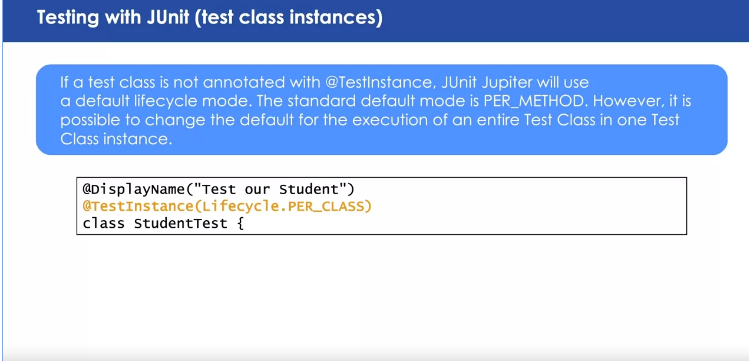 Testing with JUnit (test class instances)
If a test class is not annotated with @TestInstance, JUnit Jupiter will use
a default lifecycle mode. The standard default mode is PER_METHOD. However, it is
possible to change the default for the execution of an entire Test Class in one Test
Class instance.
@DisplayName("Test our Student")
@TestInstance(Lifecycle.PER_CLASS)
class StudentTest {